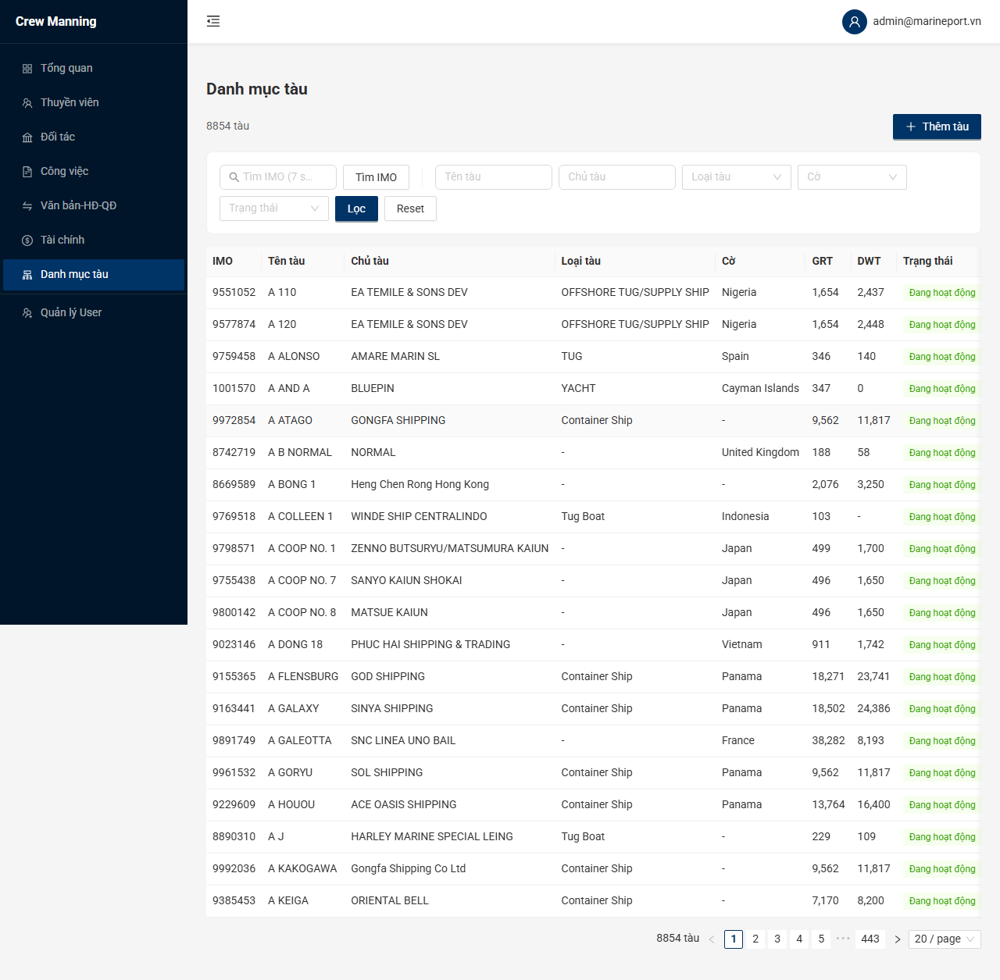 Crew Manning
admin@marineport.vn
Tổng quan
Thuyền viên
Đối tác
Công việc
Văn bản-HĐ-QĐ
Tài chính
Danh mục tàu
Quản lý User
Danh mục tàu
8854 tàu
Thêm tàu
Tìm IMO (7 s...
Tìm IMO
Tên tàu
Chủ tàu
Loại tàu
Cờ
Trạng thái
Lọc
Reset
IMO Tên tàu Chủ tàu Loại tàu Cờ GRT DWT Trạng thái
9551052 A 110 EA TEMILE & SONS DEV OFFSHORE TUG/SUPPLY SHIP Nigeria 1,654 2,437 Đang hoạt động
9577874 A 120 EA TEMILE & SONS DEV OFFSHORE TUG/SUPPLY SHIP Nigeria 1,654 2,448 Đang hoạt động
9759458 A ALONSO AMARE MARIN SL TUG Spain 346 140 Đang hoạt động
1001570 A AND A BLUEPIN YACHT Cayman Islands 347 0 Đang hoạt động
9972854 A ATAGO GONGFA SHIPPING Container Ship - 9,562 11,817 Đang hoạt động
8742719 A B NORMAL NORMAL - United Kingdom 188 58 Đang hoạt động
8669589 A BONG 1 Heng Chen Rong Hong Kong - - 2,076 3,250 Đang hoạt động
9769518 A COLLEEN 1 WINDE SHIP CENTRALINDO Tug Boat Indonesia 103 - Đang hoạt động
9798571 A COOP NO. 1 ZENNO BUTSURYU/MATSUMURA KAIUN - Japan 499 1,700 Đang hoạt động
9755438 A COOP NO. 7 SANYO KAIUN SHOKAI - Japan 496 1,650 Đang hoạt động
9800142 A COOP NO. 8 MATSUE KAIUN - Japan 496 1,650 Đang hoạt động
9023146 A DONG 18 PHUC HAI SHIPPING & TRADING - Vietnam 911 1,742 Đang hoạt động
9155365 A FLENSBURG GOD SHIPPING Container Ship Panama 18,271 23,741 Đang hoạt động
9163441 A GALAXY SINYA SHIPPING Container Ship Panama 18,502 24,386 Đang hoạt động
9891749 A GALEOTTA SNC LINEA UNO BAIL - France 38,282 8,193 Đang hoạt động
9961532 A GORYU SOL SHIPPING Container Ship Panama 9,562 11,817 Đang hoạt động
9229609 A HOUOU ACE OASIS SHIPPING Container Ship Panama 13,764 16,400 Đang hoạt động
8890310 A J HARLEY MARINE SPECIAL LEING Tug Boat - 229 109 Đang hoạt động
9992036 A KAKOGAWA Gongfa Shipping Co Ltd Container Ship - 9,562 11,817 Đang hoạt động
9385453 A KEIGA ORIENTAL BELL Container Ship - 7,170 8,200 Đang hoạt động
8854 tàu 1 2 3 4 5 ••• 443 20 / page